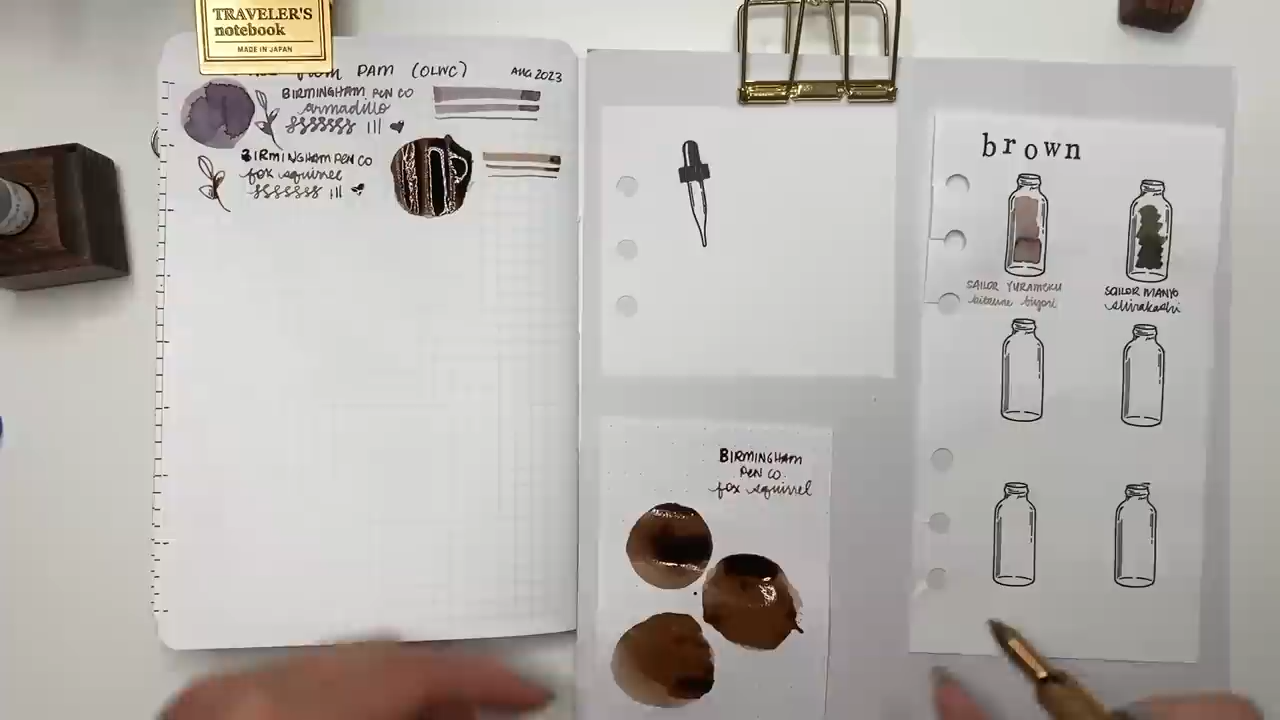 TRAVELER'S
notebook
MADE IN JAPAN
from PAM (OLWC)
AUG 2023
BIRMINGHAM PEN CO
armadillo
BIRMINGHAM PEN CO
fox squirrel
BIRMINGHAM
PEN CO.
fox squirrel
brown
SAILOR YURAMEKU
SAILOR MANYO
shirakashi